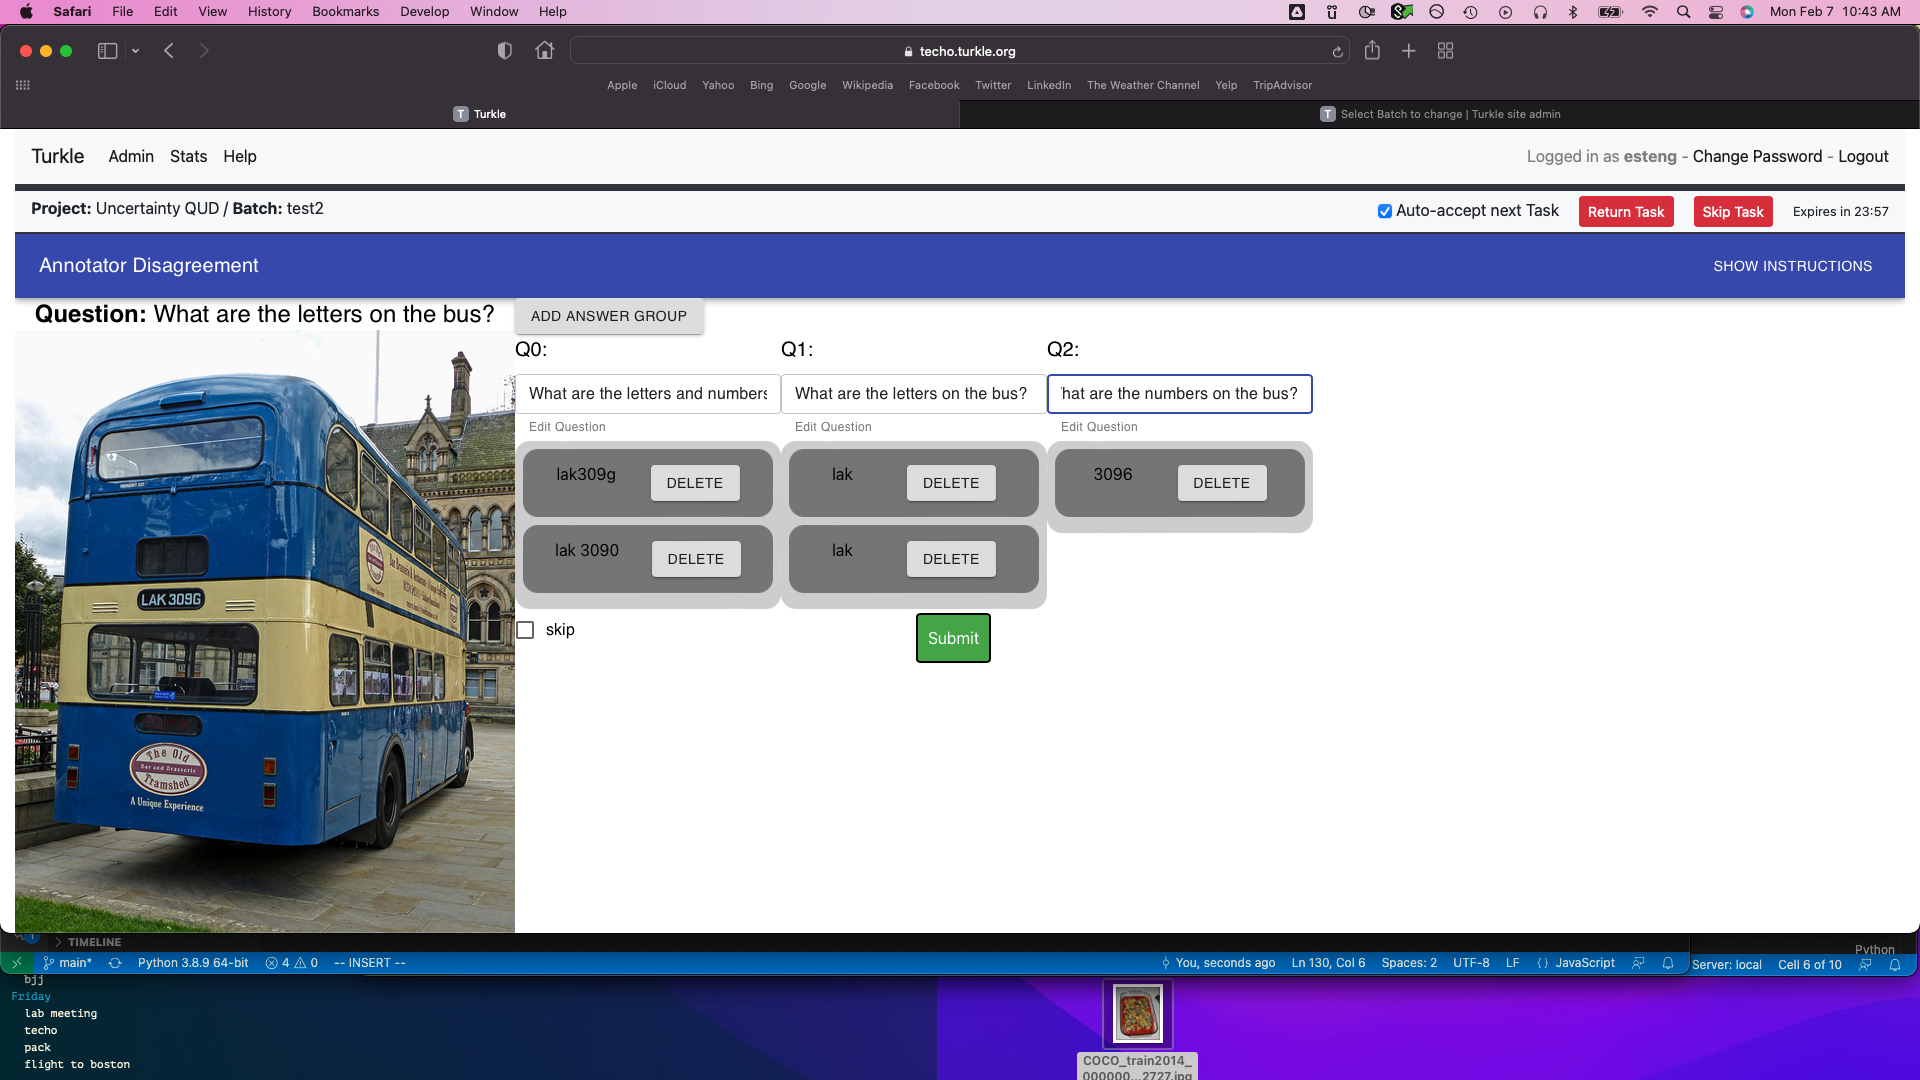 Safari File Edit View History Bookmarks Develop Window Help Mon Feb 7 10:43 AM
techo.turkle.org
Apple iCloud Yahoo Bing Google Wikipedia Facebook Twitter LinkedIn The Weather Channel Yelp TripAdvisor
T Turkle T Select Batch to change | Turkle site admin
Turkle Admin Stats Help Logged in as esteng - Change Password - Logout
Project: Uncertainty QUD / Batch: test2 Auto-accept next Task Return Task Skip Task Expires in 23:57
Annotator Disagreement SHOW INSTRUCTIONS
Question: What are the letters on the bus? ADD ANSWER GROUP
Q0: Q1: Q2:
What are the letters and numbers What are the letters on the bus? hat are the numbers on the bus?
Edit Question Edit Question Edit Question
lak309g DELETE lak DELETE 3096 DELETE
lak 3090 DELETE lak DELETE
skip Submit
LAK 309G
The Old
Bar and Brasserie
Tramshed
A Unique Experience
TIMELINE
Python
main* Python 3.8.9 64-bit 4 0 -- INSERT -- You, seconds ago Ln 130, Col 6 Spaces: 2 UTF-8 LF {} JavaScript Server: local Cell 6 of 10
bjj
Friday
lab meeting
techo
pack
flight to boston
COCO_train2014_
000000...2727.jpg